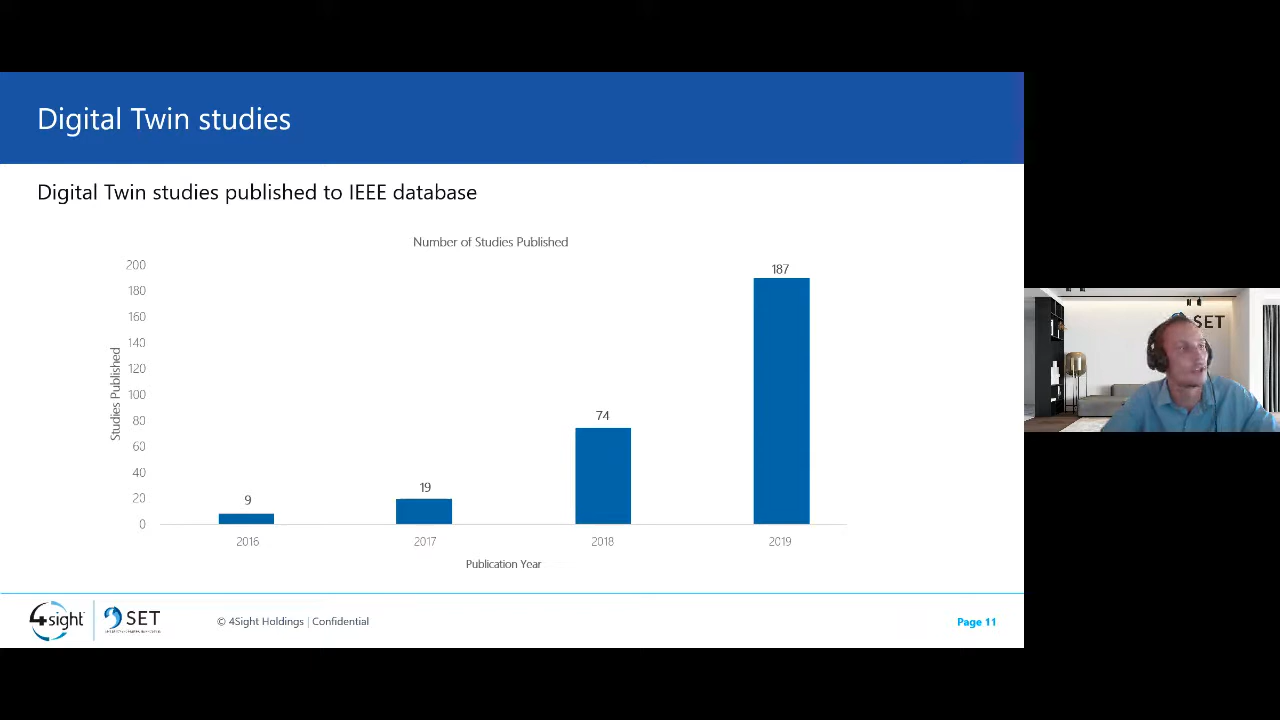 Digital Twin studies
Digital Twin studies published to IEEE database
Number of Studies Published
Studies Published
200
180
160
140
120
100
80
60
40
20
0
9
19
74
187
2016
2017
2018
2019
Publication Year
4sight
SET
© 4Sight Holdings | Confidential
Page 11
SET